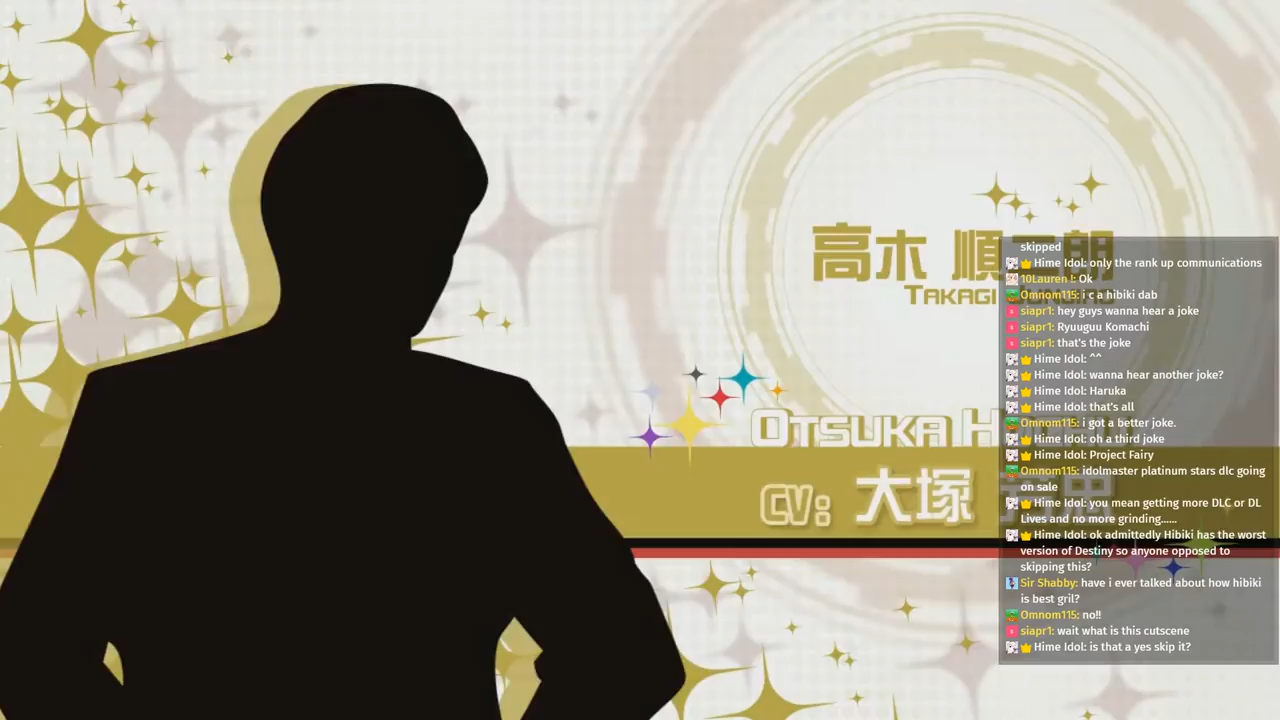 高木 順二朗
TAKAGI
OTSUKA H
CV: 大塚
skipped
Hime Idol: only the rank up communications
10Lauren !: Ok
Omnom115: i c a hibiki dab
siapr1: hey guys wanna hear a joke
siapr1: Ryuuguu Komachi
siapr1: that's the joke
Hime Idol: ^^
Hime Idol: wanna hear another joke?
Hime Idol: Haruka
Hime Idol: that's all
Omnom115: i got a better joke.
Hime Idol: oh a third joke
Hime Idol: Project Fairy
Omnom115: idolmaster platinum stars dlc going
on sale
Hime Idol: you mean getting more DLC or DL
Lives and no more grinding......
Hime Idol: ok admittedly Hibiki has the worst
version of Destiny so anyone opposed to
skipping this?
Sir Shabby: have i ever talked about how hibiki
is best gril?
Omnom115: no!!
siapr1: wait what is this cutscene
Hime Idol: is that a yes skip it?